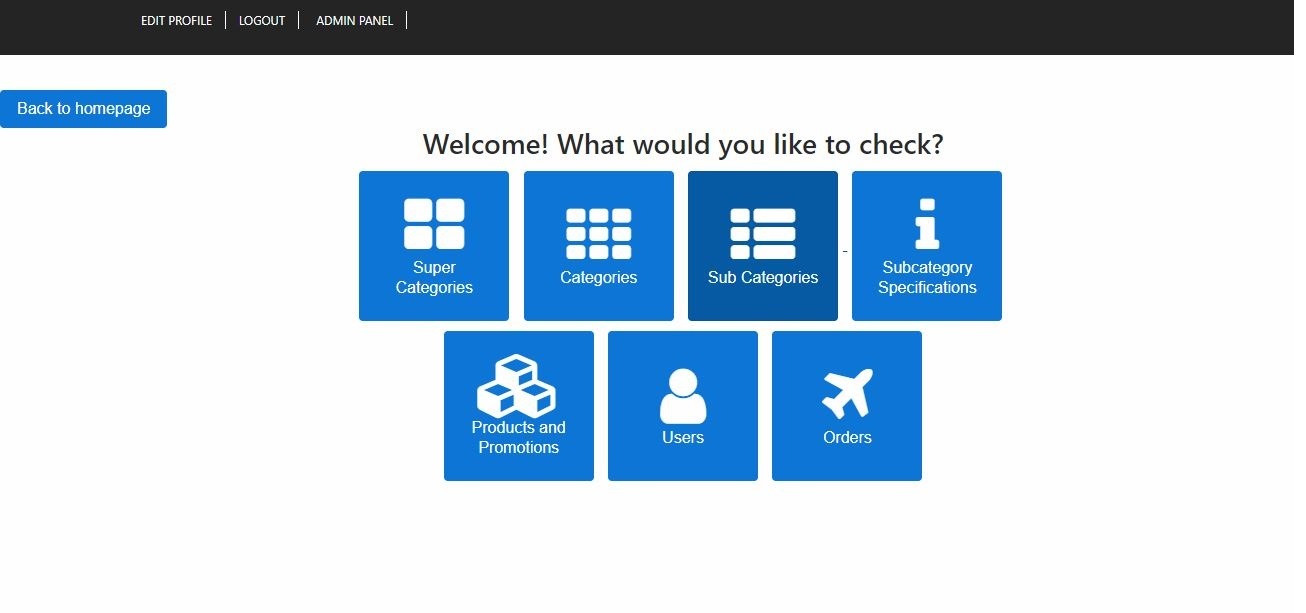 EDIT PROFILE LOGOUT ADMIN PANEL
Back to homepage
Welcome! What would you like to check?
Super
Categories
Categories
Sub Categories
Subcategory
Specifications
Products and
Promotions
Users
Orders